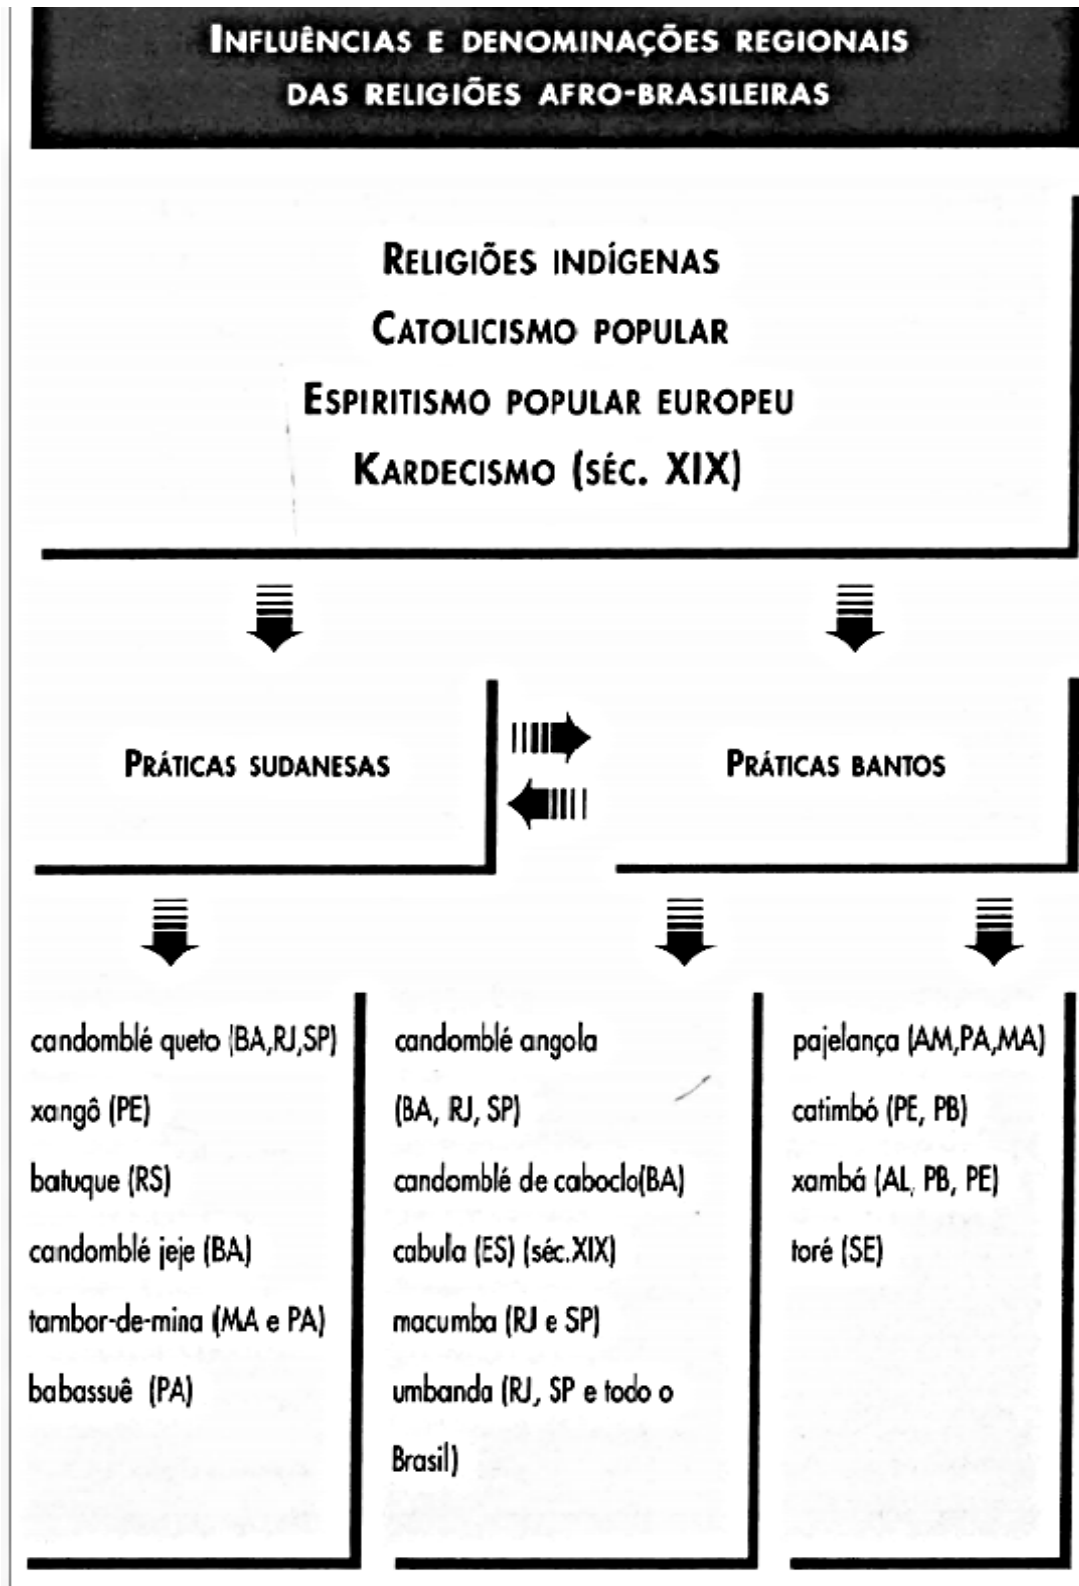 INFLUÊNCIAS E DENOMINAÇÕES REGIONAIS
DAS RELIGIÕES AFRO-BRASILEIRAS
RELIGIÕES INDÍGENAS
CATOLICISMO POPULAR
ESPIRITISMO POPULAR EUROPEU
KARDECISMO (SÉC. XIX)
PRÁTICAS SUDANESAS
PRÁTICAS BANTOS
candomblé queto (BA,RJ,SP)
xangô (PE)
batuque (RS)
candomblé jeje (BA)
tambor-de-mina (MA e PA)
babassuê (PA)
candomblé angola
(BA, RJ, SP)
candomblé de caboclo(BA)
cabula (ES) (séc.XIX)
macumba (RJ e SP)
umbanda (RJ, SP e todo o
Brasil)
pajelança (AM,PA,MA)
catimbó (PE, PB)
xambá (AL, PB, PE)
toré (SE)